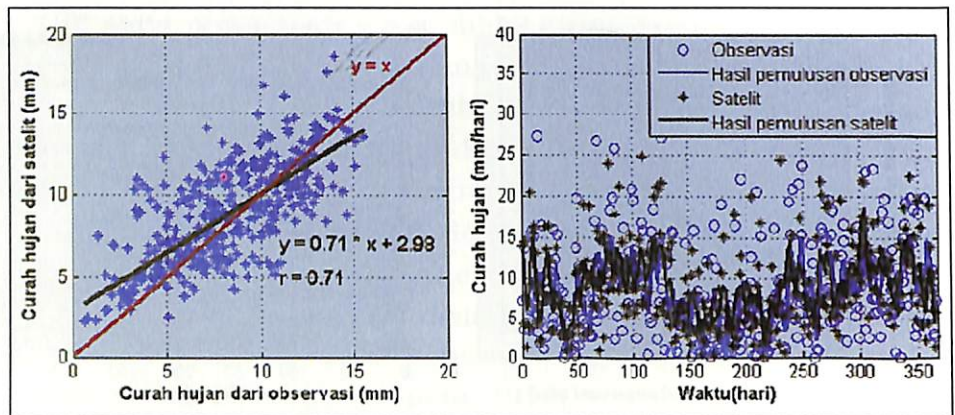 20
15
10
5
0
Curah hujan dari satelit (mm)
y = x
y = 0.71 * x + 2.98
r = 0.71
0 5 10 15 20
Curah hujan dari observasi (mm)
40
35
30
25
20
15
10
5
0
Curah hujan (mm/hari)
Observasi
Hasil pemulusan observasi
Satelit
Hasil pemulusan satelit
0 50 100 150 200 250 300 350
Waktu(hari)